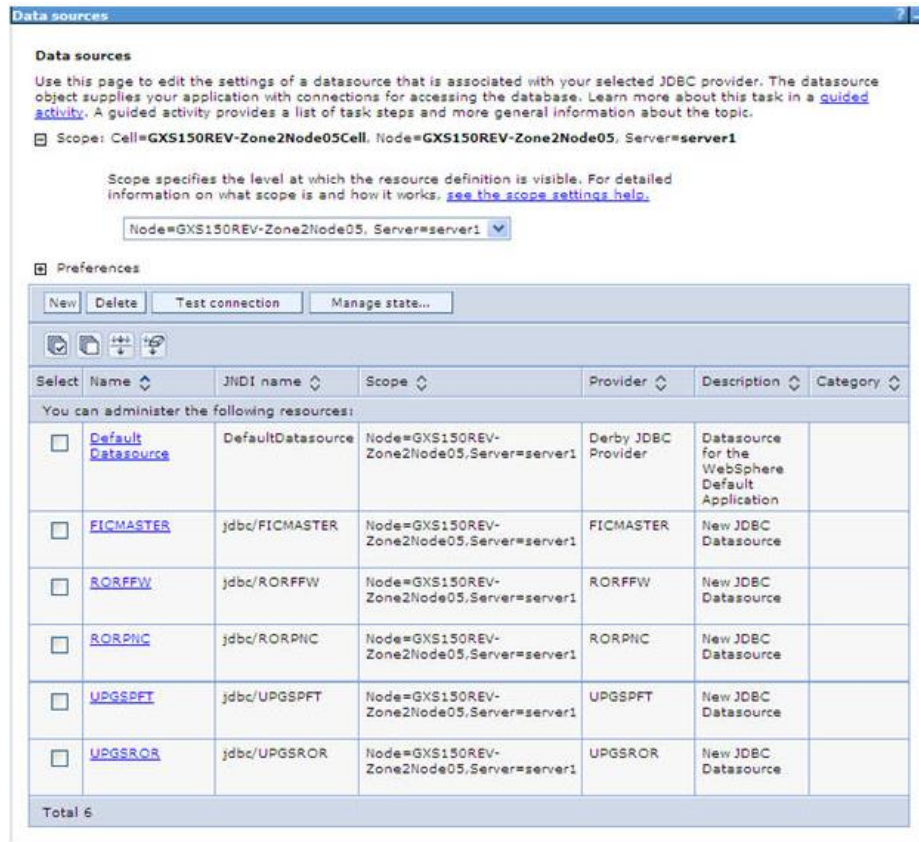 Data sources
?
Data sources
Use this page to edit the settings of a datasource that is associated with your selected JDBC provider. The datasource
object supplies your application with connections for accessing the database. Learn more about this task in a guided
activity. A guided activity provides a list of task steps and more general information about the topic.
Scope: Cell=GXS150REV-Zone2Node05Cell, Node=GXS150REV-Zone2Node05, Server=server1
Scope specifies the level at which the resource definition is visible. For detailed
information on what scope is and how it works, see the scope settings help.
Node=GXS150REV-Zone2Node05, Server=server1
Preferences
New Delete Test connection Manage state...
Select Name JNDI name Scope Provider Description Category
You can administer the following resources:
Default DefaultDatasource Node=GXS150REV- Derby JDBC Datasource
Datasource Zone2Node05,Server=server1 Provider for the
WebSphere
Default
Application
FICMASTER jdbc/FICMASTER Node=GXS150REV- FICMASTER New JDBC
Zone2Node05,Server=server1 Datasource
RORFFW jdbc/RORFFW Node=GXS150REV- RORFFW New JDBC
Zone2Node05,Server=server1 Datasource
RORPNC jdbc/RORPNC Node=GXS150REV- RORPNC New JDBC
Zone2Node05,Server=server1 Datasource
UPGSPFT jdbc/UPGSPFT Node=GXS150REV- UPGSPFT New JDBC
Zone2Node05,Server=server1 Datasource
UPGSROR jdbc/UPGSROR Node=GXS150REV- UPGSROR New JDBC
Zone2Node05,Server=server1 Datasource
Total 6